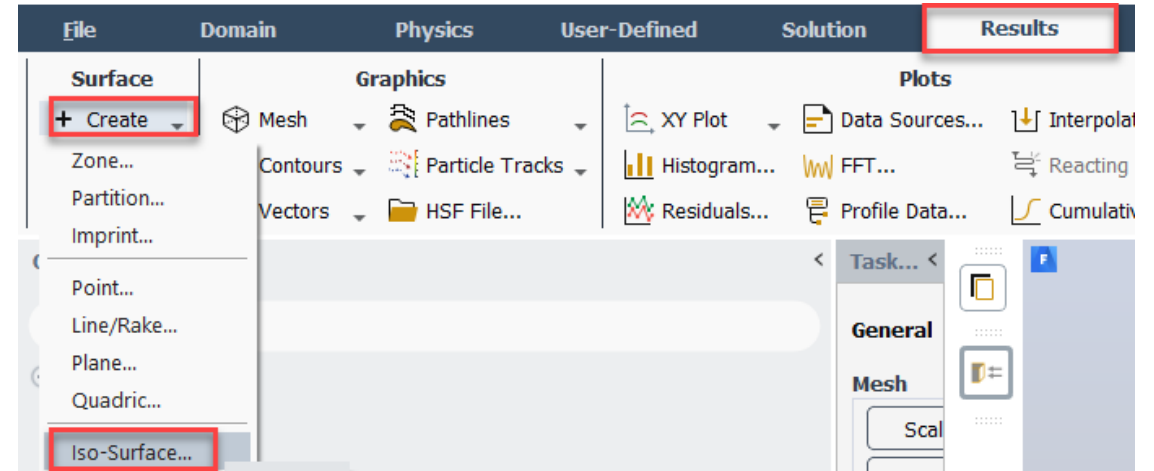 File Domain Physics User-Defined Solution Results
Surface Graphics Plots
+ Create Mesh Pathlines XY Plot Data Sources... Interpolat
Zone... Contours Particle Tracks Histogram... FFT... Reacting
Partition...
Vectors HSF File... Residuals... Profile Data... Cumulativ
Imprint...
Task...
Point...
Line/Rake... General
Plane...
Mesh
Quadric...
Scal
Iso-Surface...